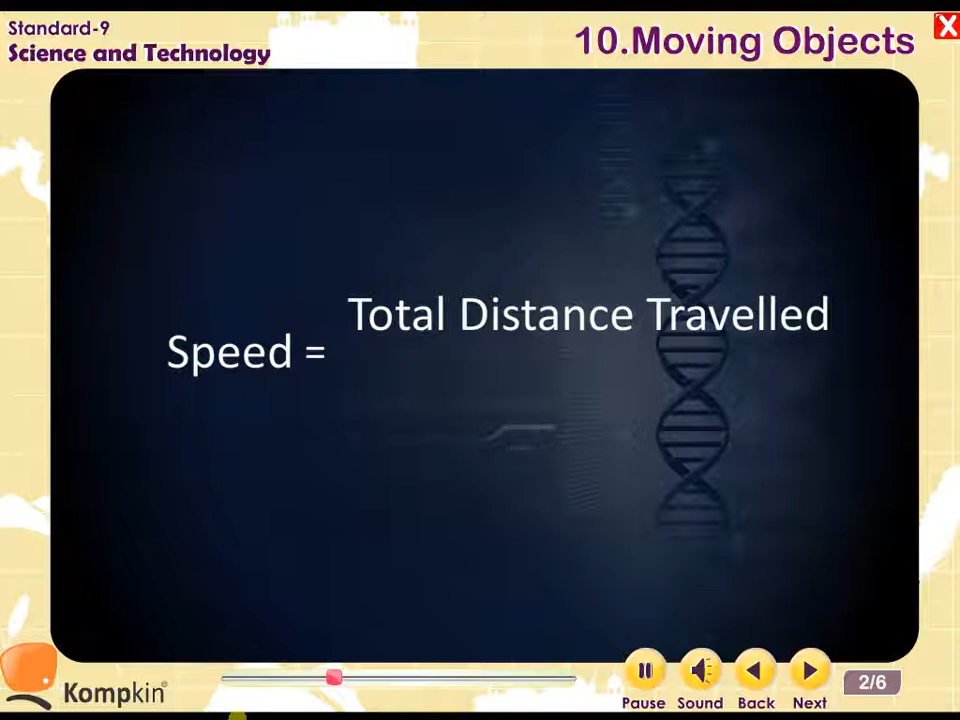 Standard-9
Science and Technology
10.Moving Objects
X
Total Distance Travelled
Speed =
Kompkin®
Pause Sound Back Next
2/6